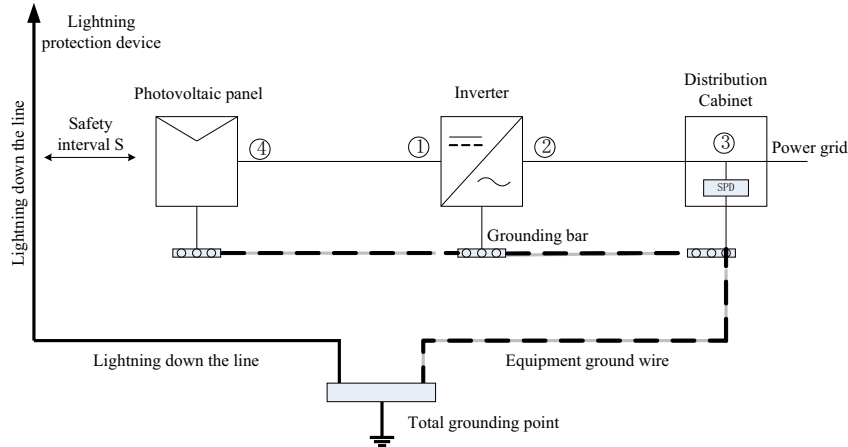 Lightning
protection device
Distribution
Cabinet
Photovoltaic panel
Inverter
Safety
interval S
④
①
②
③
Power grid
SPD
Lightning down the line
Grounding bar
Lightning down the line
Equipment ground wire
Total grounding point